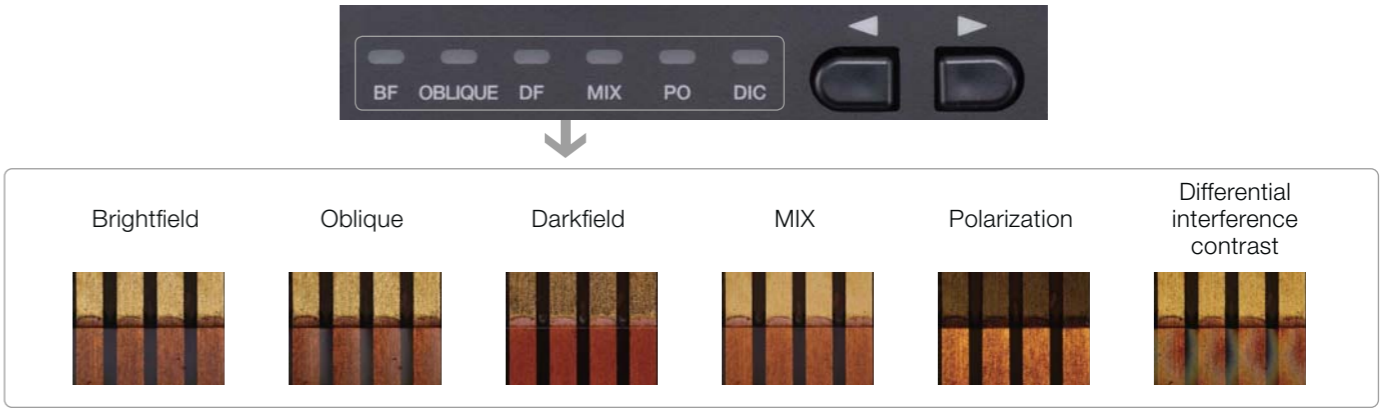 BF OBLIQUE DF MIX PO DIC
Brightfield
Oblique
Darkfield
MIX
Polarization
Differential
interference
contrast